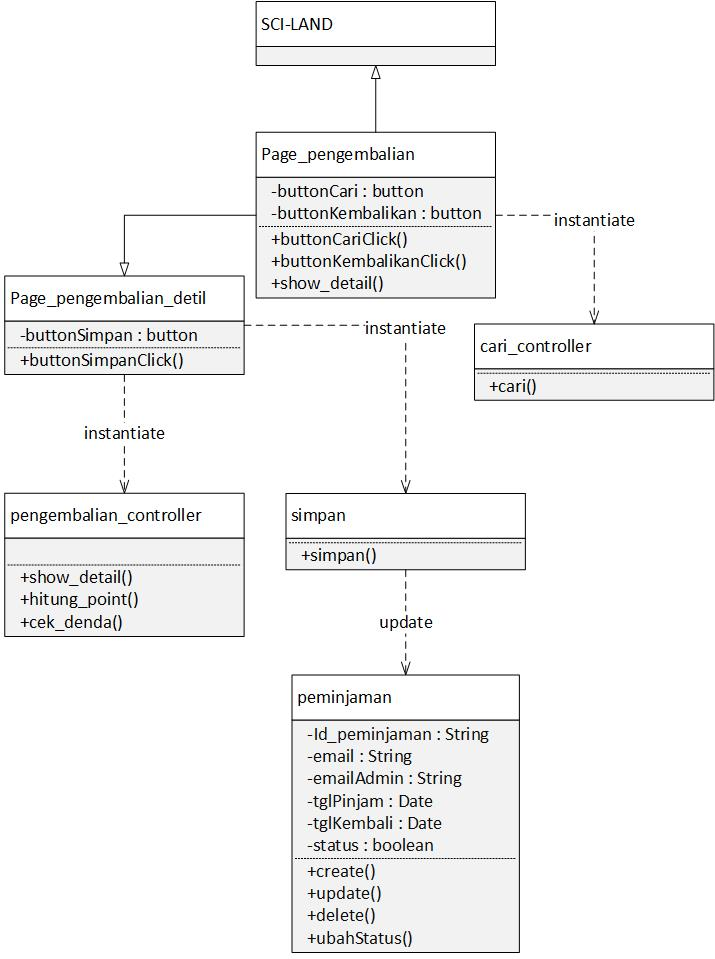 SCI-LAND
Page_pengembalian
-buttonCari : button
-buttonKembalikan : button
+buttonCariClick()
+buttonKembalikanClick()
+show_detail()
instantiate
Page_pengembalian_detil
-buttonSimpan : button
+buttonSimpanClick()
instantiate
cari_controller
+cari()
instantiate
pengembalian_controller
+show_detail()
+hitung_point()
+cek_denda()
simpan
+simpan()
update
peminjaman
-Id_peminjaman : String
-email : String
-emailAdmin : String
-tglPinjam : Date
-tglKembali : Date
-status : boolean
+create()
+update()
+delete()
+ubahStatus()